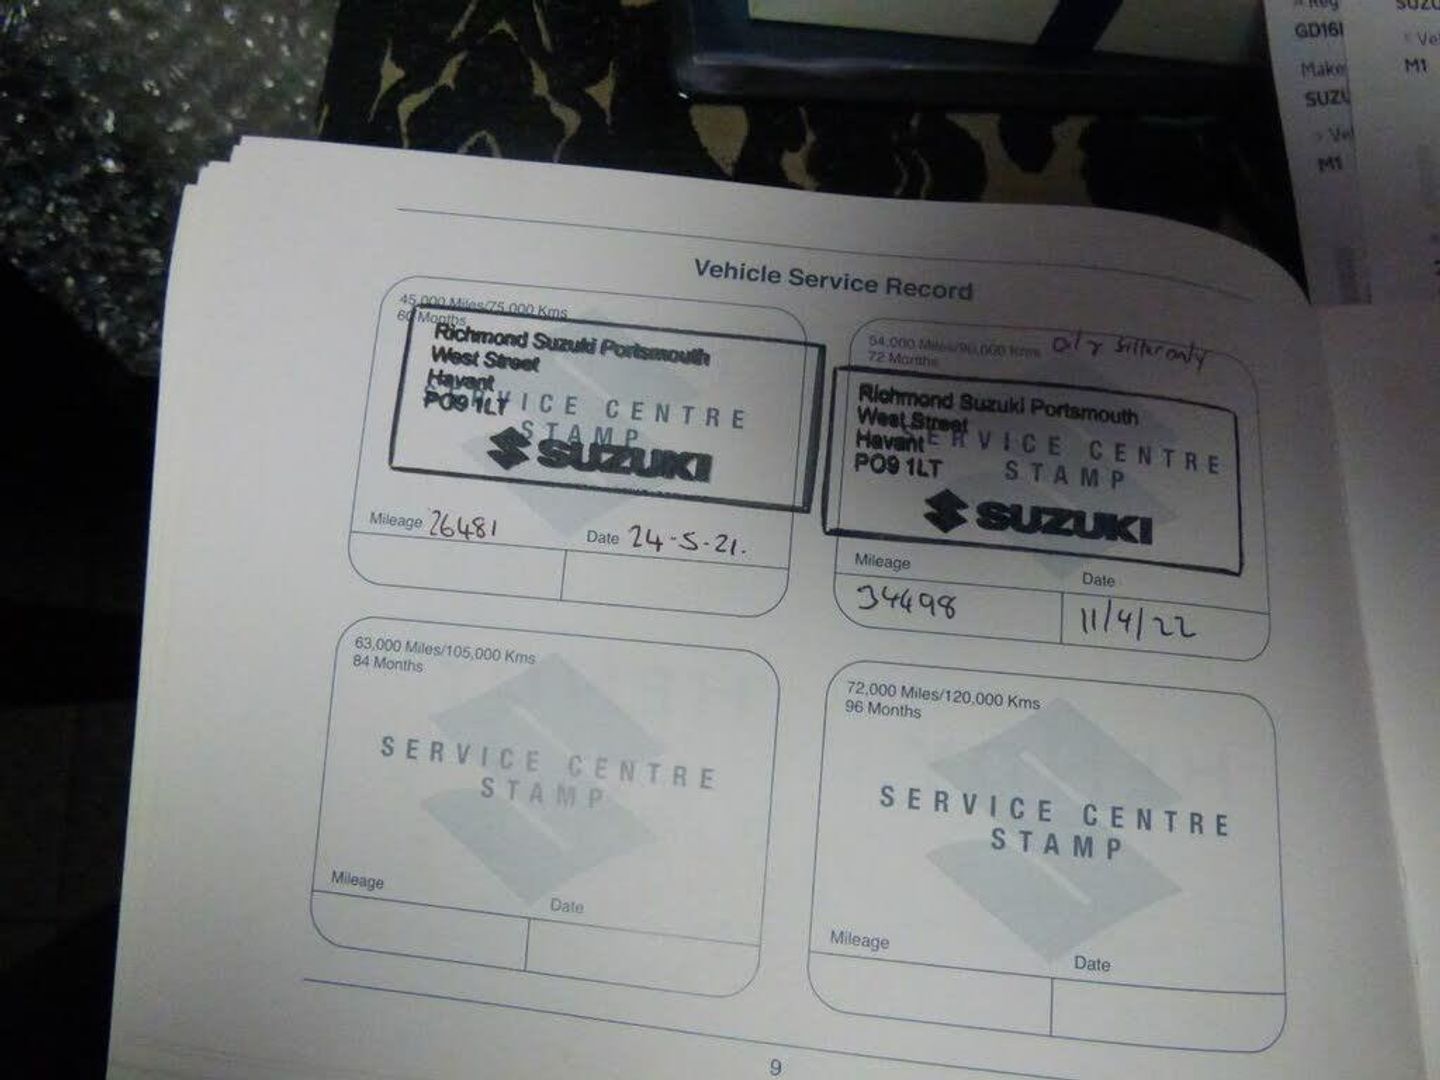 GD16
Make
SUZU
M1
M1
Vehicle Service Record
45,000 Miles/75,000 Kms
60 Months
Richmond Suzuki Portsmouth
West Street
Havant
PO9 1LT
SERVICE CENTRE
STAMP
SUZUKI
Mileage 26481
Date 24-5-21.
54,000 Miles/90,000 Kms
oil & filter only
72 Months
Richmond Suzuki Portsmouth
West Street
Havant
PO9 1LT
SERVICE CENTRE
STAMP
SUZUKI
Mileage
Date
34498
11/4/22
63,000 Miles/105,000 Kms
84 Months
SERVICE CENTRE
STAMP
Mileage
Date
72,000 Miles/120,000 Kms
96 Months
SERVICE CENTRE
STAMP
Mileage
Date
9